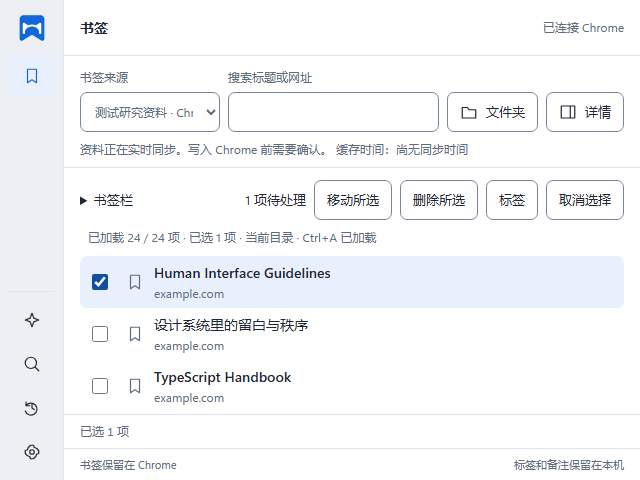 书签
已连接 Chrome
书签来源
搜索标题或网址
测试研究资料 · Chr
文件夹
详情
资料正在实时同步。写入 Chrome 前需要确认。 缓存时间：尚无同步时间
书签栏
1 项待处理
移动所选
删除所选
标签
取消选择
已加载 24 / 24 项 · 已选 1 项 · 当前目录 · Ctrl+A 已加载
Human Interface Guidelines
example.com
设计系统里的留白与秩序
example.com
TypeScript Handbook
example.com
已选 1 项
书签保留在 Chrome
标签和备注保留在本机